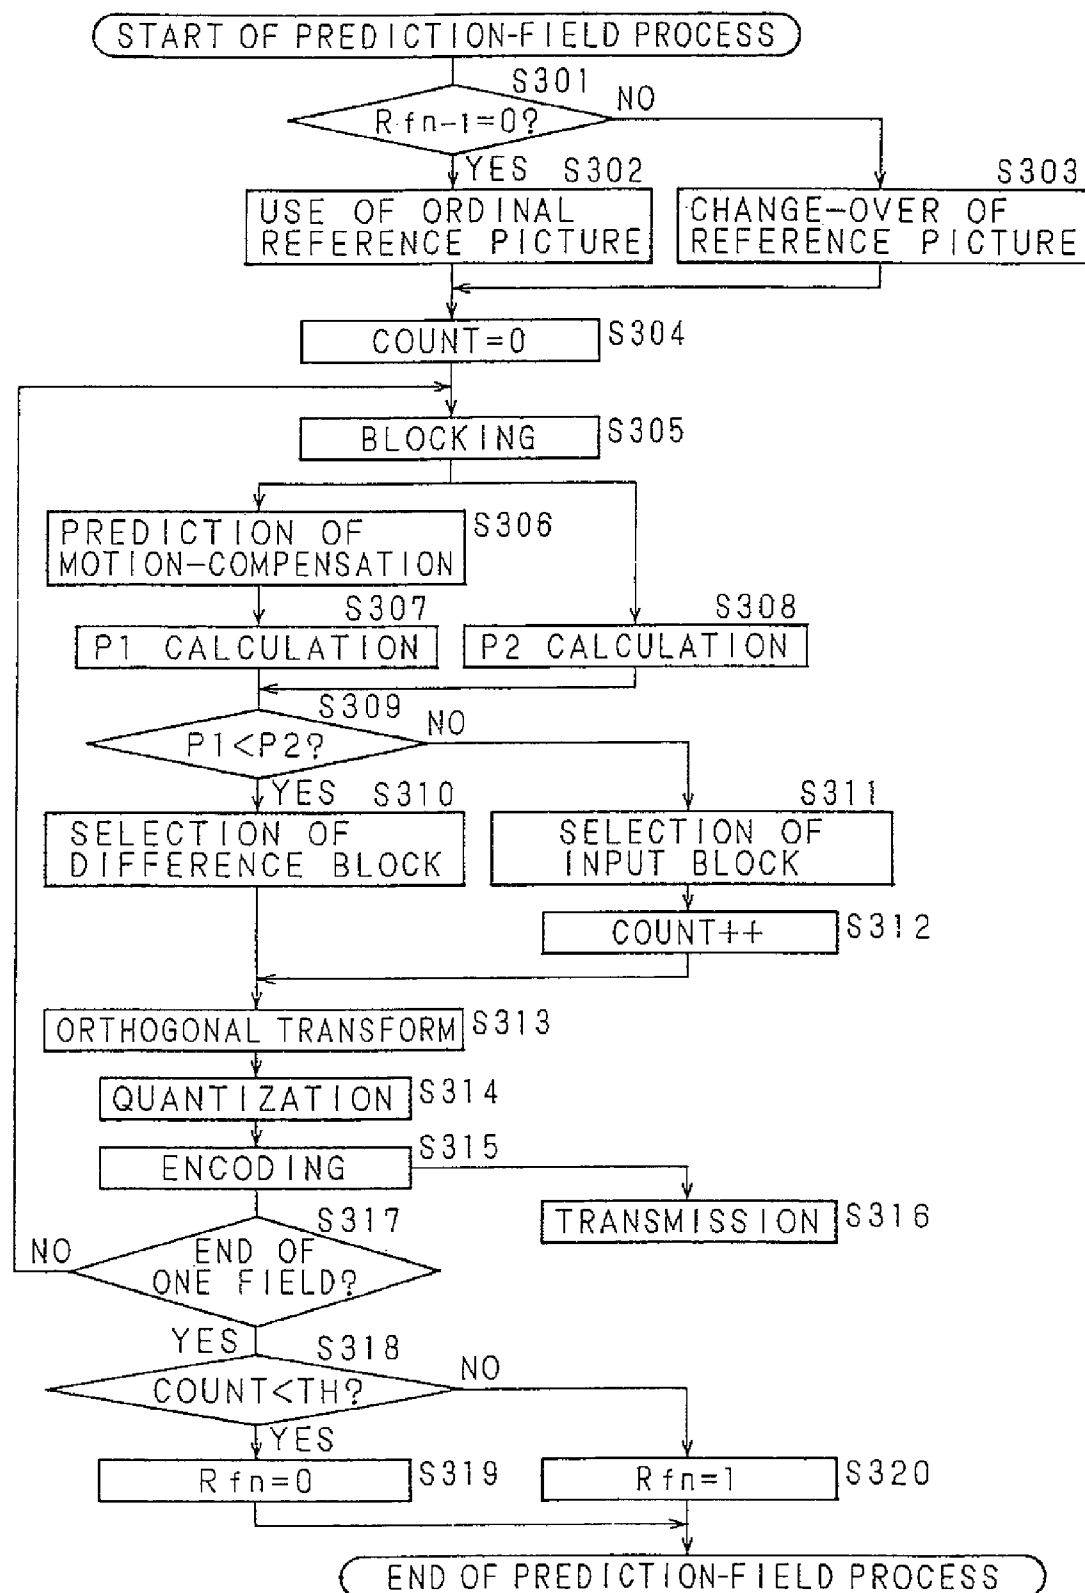 START OF PREDICTION-FIELD PROCESS
S301
Rfn-1=0?
NO
YES
S302
S303
USE OF ORDINAL
REFERENCE PICTURE
CHANGE-OVER OF
REFERENCE PICTURE
COUNT=0
S304
BLOCKING
S305
PREDICTION OF
MOTION-COMPENSATION
S306
S307
S308
P1 CALCULATION
P2 CALCULATION
S309
P1<P2?
NO
YES
S310
S311
SELECTION OF
DIFFERENCE BLOCK
SELECTION OF
INPUT BLOCK
COUNT++
S312
ORTHOGONAL TRANSFORM
S313
QUANTIZATION
S314
ENCODING
S315
TRANSMISSION
S316
S317
NO
END OF
ONE FIELD?
YES
S318
COUNT<TH?
NO
YES
Rfn=0
S319
Rfn=1
S320
END OF PREDICTION-FIELD PROCESS